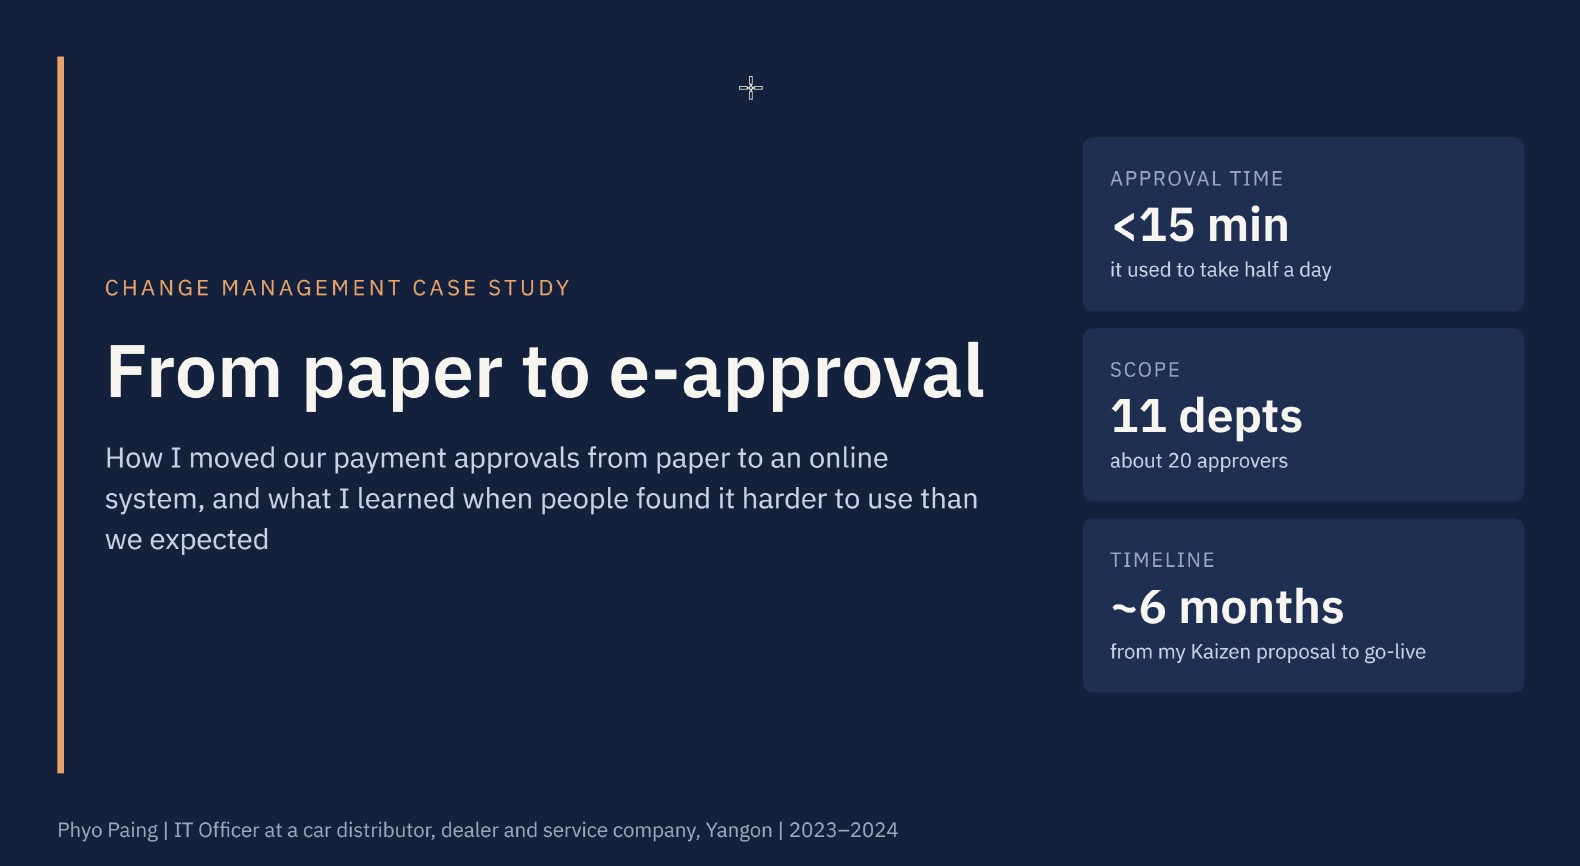 CHANGE MANAGEMENT CASE STUDY
From paper to e-approval
How I moved our payment approvals from paper to an online
system, and what I learned when people found it harder to use than
we expected
APPROVAL TIME
<15 min
it used to take half a day
SCOPE
11 depts
about 20 approvers
TIMELINE
~6 months
from my Kaizen proposal to go-live
Phyo Paing | IT Officer at a car distributor, dealer and service company, Yangon | 2023–2024